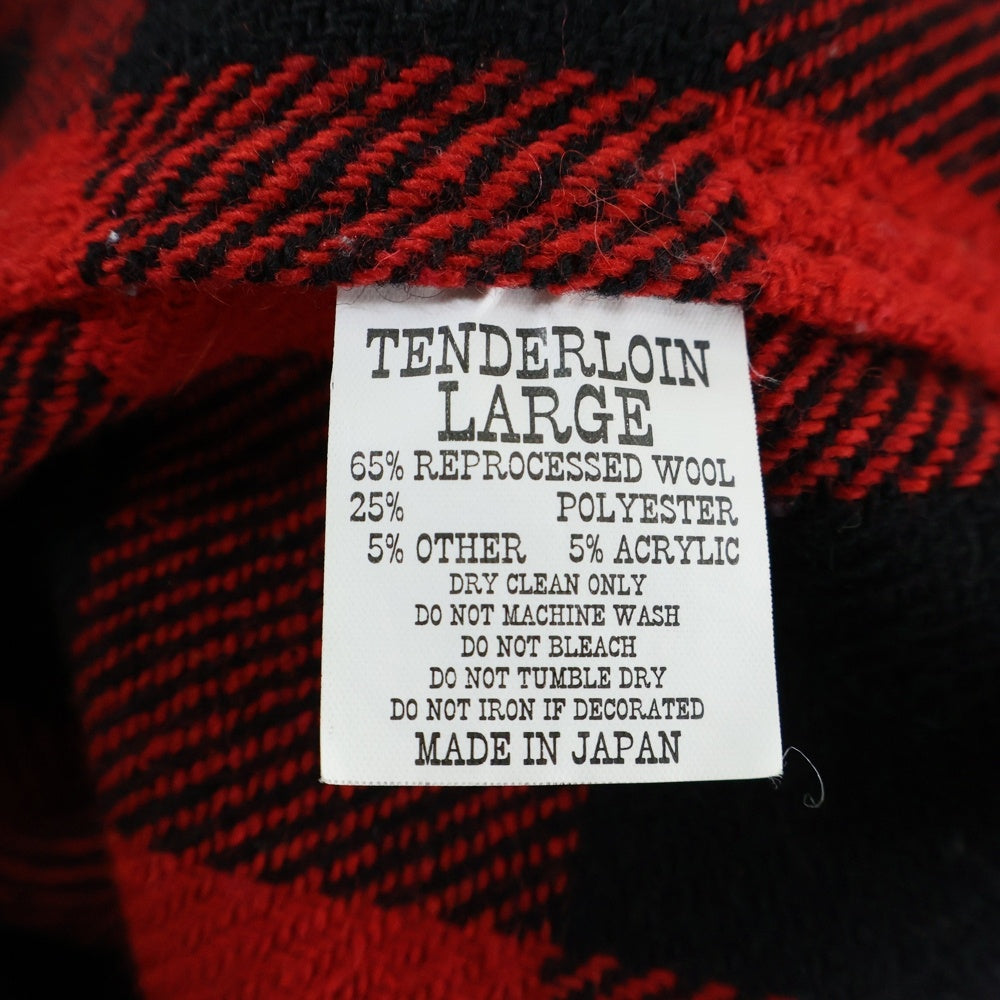 TENDERLOIN
LARGE
65% REPROCESSED WOOL
25% POLYESTER
5% OTHER 5% ACRYLIC
DRY CLEAN ONLY
DO NOT MACHINE WASH
DO NOT BLEACH
DO NOT TUMBLE DRY
DO NOT IRON IF DECORATED
MADE IN JAPAN